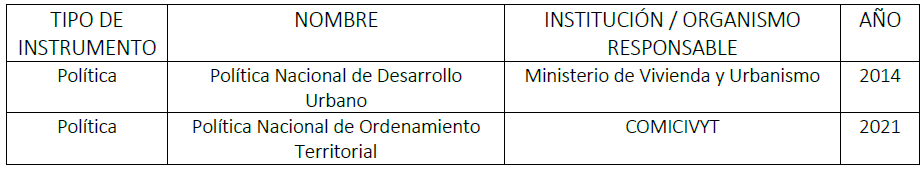 TIPO DE INSTRUMENTO NOMBRE INSTITUCIÓN / ORGANISMO RESPONSABLE AÑO
Política Política Nacional de Desarrollo Urbano Ministerio de Vivienda y Urbanismo 2014
Política Política Nacional de Ordenamiento Territorial COMICIVYT 2021